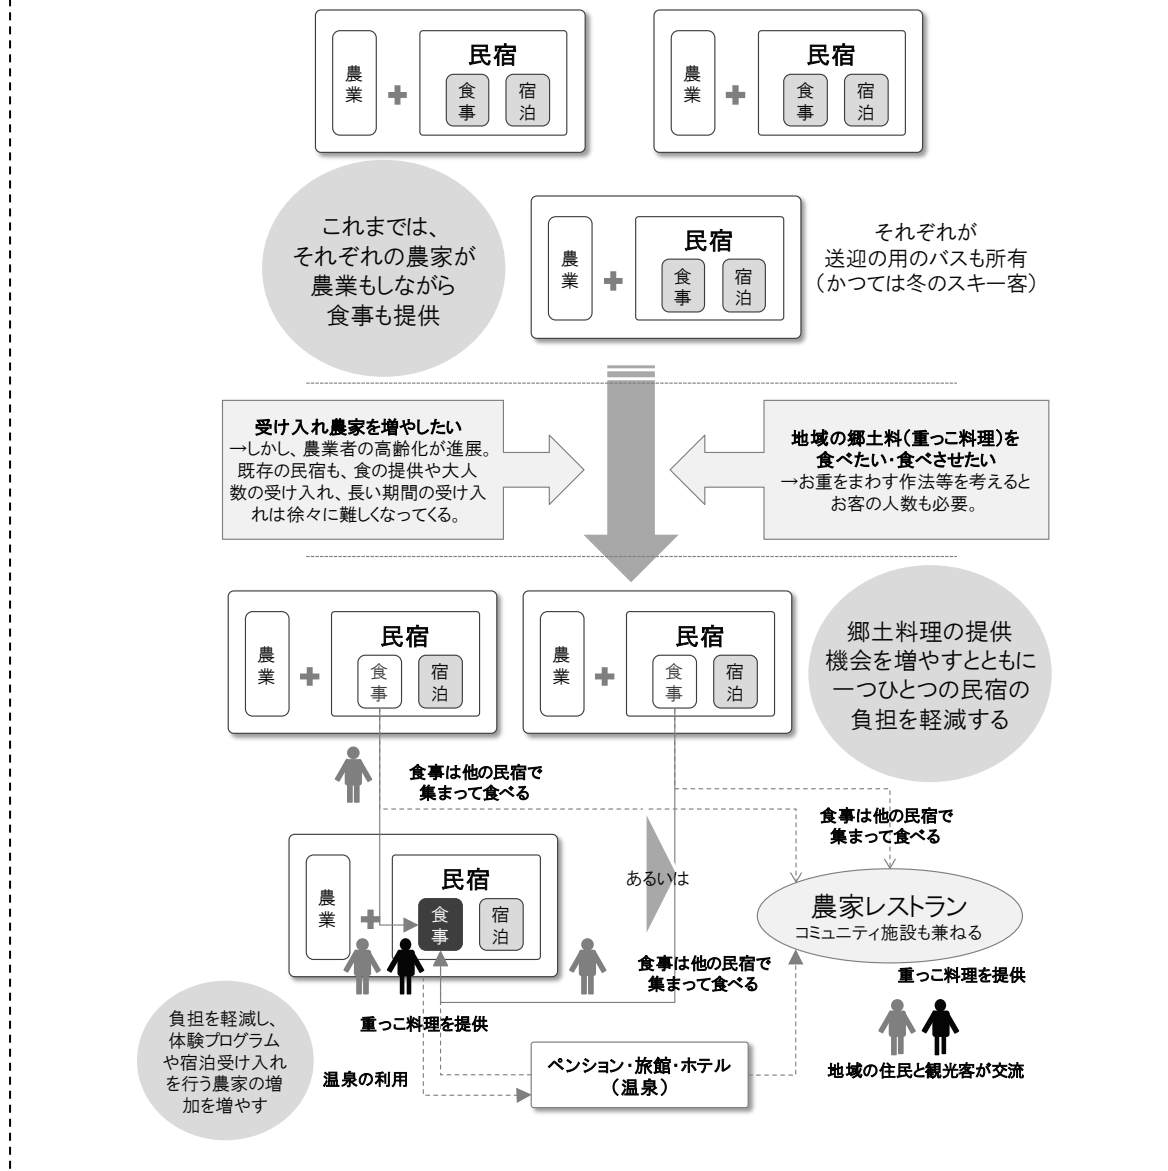 民宿
農業
食事
宿泊
民宿
農業
食事
宿泊
これまでは、
それぞれの農家が
農業もしながら
食事も提供
民宿
農業
食事
宿泊
それぞれが
送迎の用のバスも所有
（かつては冬のスキー客）
受け入れ農家を増やしたい
→しかし、農業者の高齢化が進展。
既存の民宿も、食の提供や大人
数の受け入れ、長い期間の受け入
れは徐々に難しくなってくる。
地域の郷土料（重っこ料理）を
食べたい・食べさせたい
→お重をまわす作法等を考えると
お客の人数も必要。
民宿
農業
食事
宿泊
民宿
農業
食事
宿泊
郷土料理の提供
機会を増やすとともに
一つひとつの民宿の
負担を軽減する
食事は他の民宿で
集まって食べる
食事は他の民宿で
集まって食べる
民宿
農業
食事
宿泊
あるいは
農家レストラン
コミュニティ施設も兼ねる
食事は他の民宿で
集まって食べる
重っこ料理を提供
重っこ料理を提供
負担を軽減し、
体験プログラム
や宿泊受け入れ
を行う農家の増
加を増やす
温泉の利用
ペンション・旅館・ホテル
（温泉）
地域の住民と観光客が交流